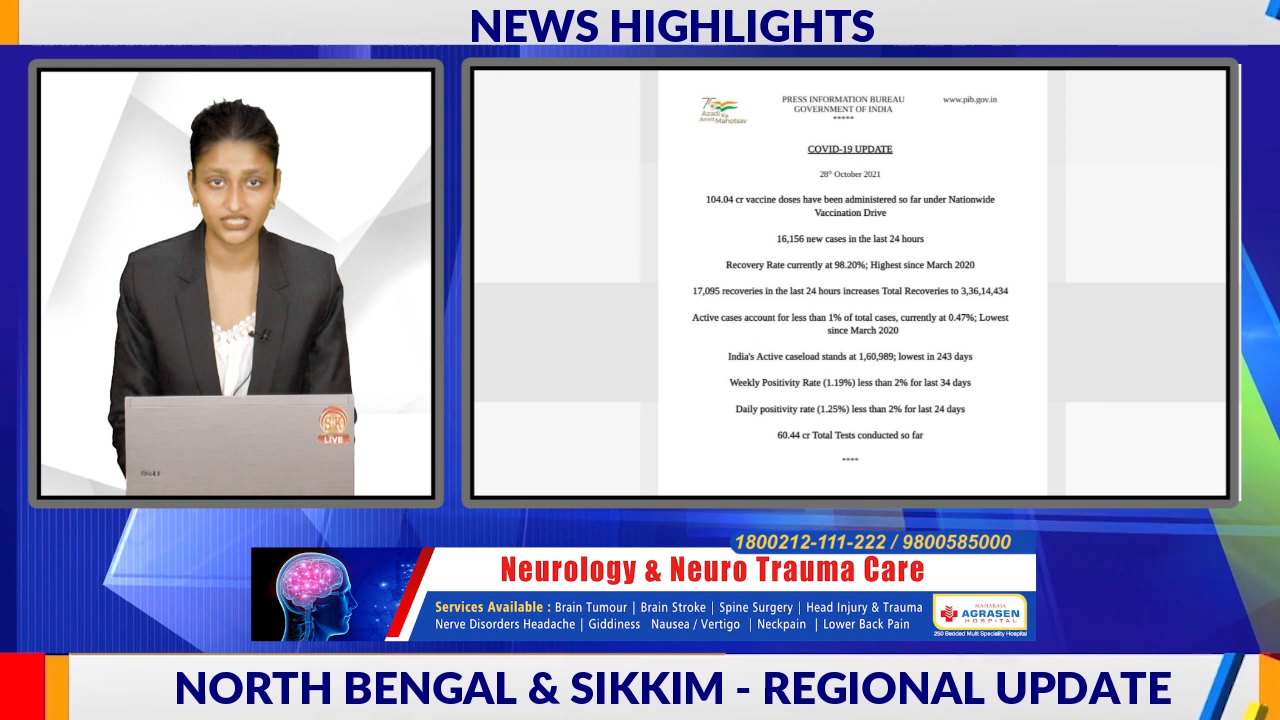 NEWS HIGHLIGHTS
75
Azadi Ka
Amrit Mahotsav
PRESS INFORMATION BUREAU
GOVERNMENT OF INDIA
*****
www.pib.gov.in
COVID-19 UPDATE
28th October 2021
104.04 cr vaccine doses have been administered so far under Nationwide
Vaccination Drive
16,156 new cases in the last 24 hours
Recovery Rate currently at 98.20%; Highest since March 2020
17,095 recoveries in the last 24 hours increases Total Recoveries to 3,36,14,434
Active cases account for less than 1% of total cases, currently at 0.47%; Lowest
since March 2020
India's Active caseload stands at 1,60,989; lowest in 243 days
Weekly Positivity Rate (1.19%) less than 2% for last 34 days
Daily positivity rate (1.25%) less than 2% for last 24 days
60.44 cr Total Tests conducted so far
****
LIVE
1800212-111-222 / 9800585000
Neurology & Neuro Trauma Care
Services Available : Brain Tumour | Brain Stroke | Spine Surgery | Head Injury & Trauma
Nerve Disorders Headache | Giddiness Nausea / Vertigo | Neckpain | Lower Back Pain
MAHARAJA
AGRASEN
HOSPITAL
250 Bedded Multi Speciality Hospital
NORTH BENGAL & SIKKIM - REGIONAL UPDATE